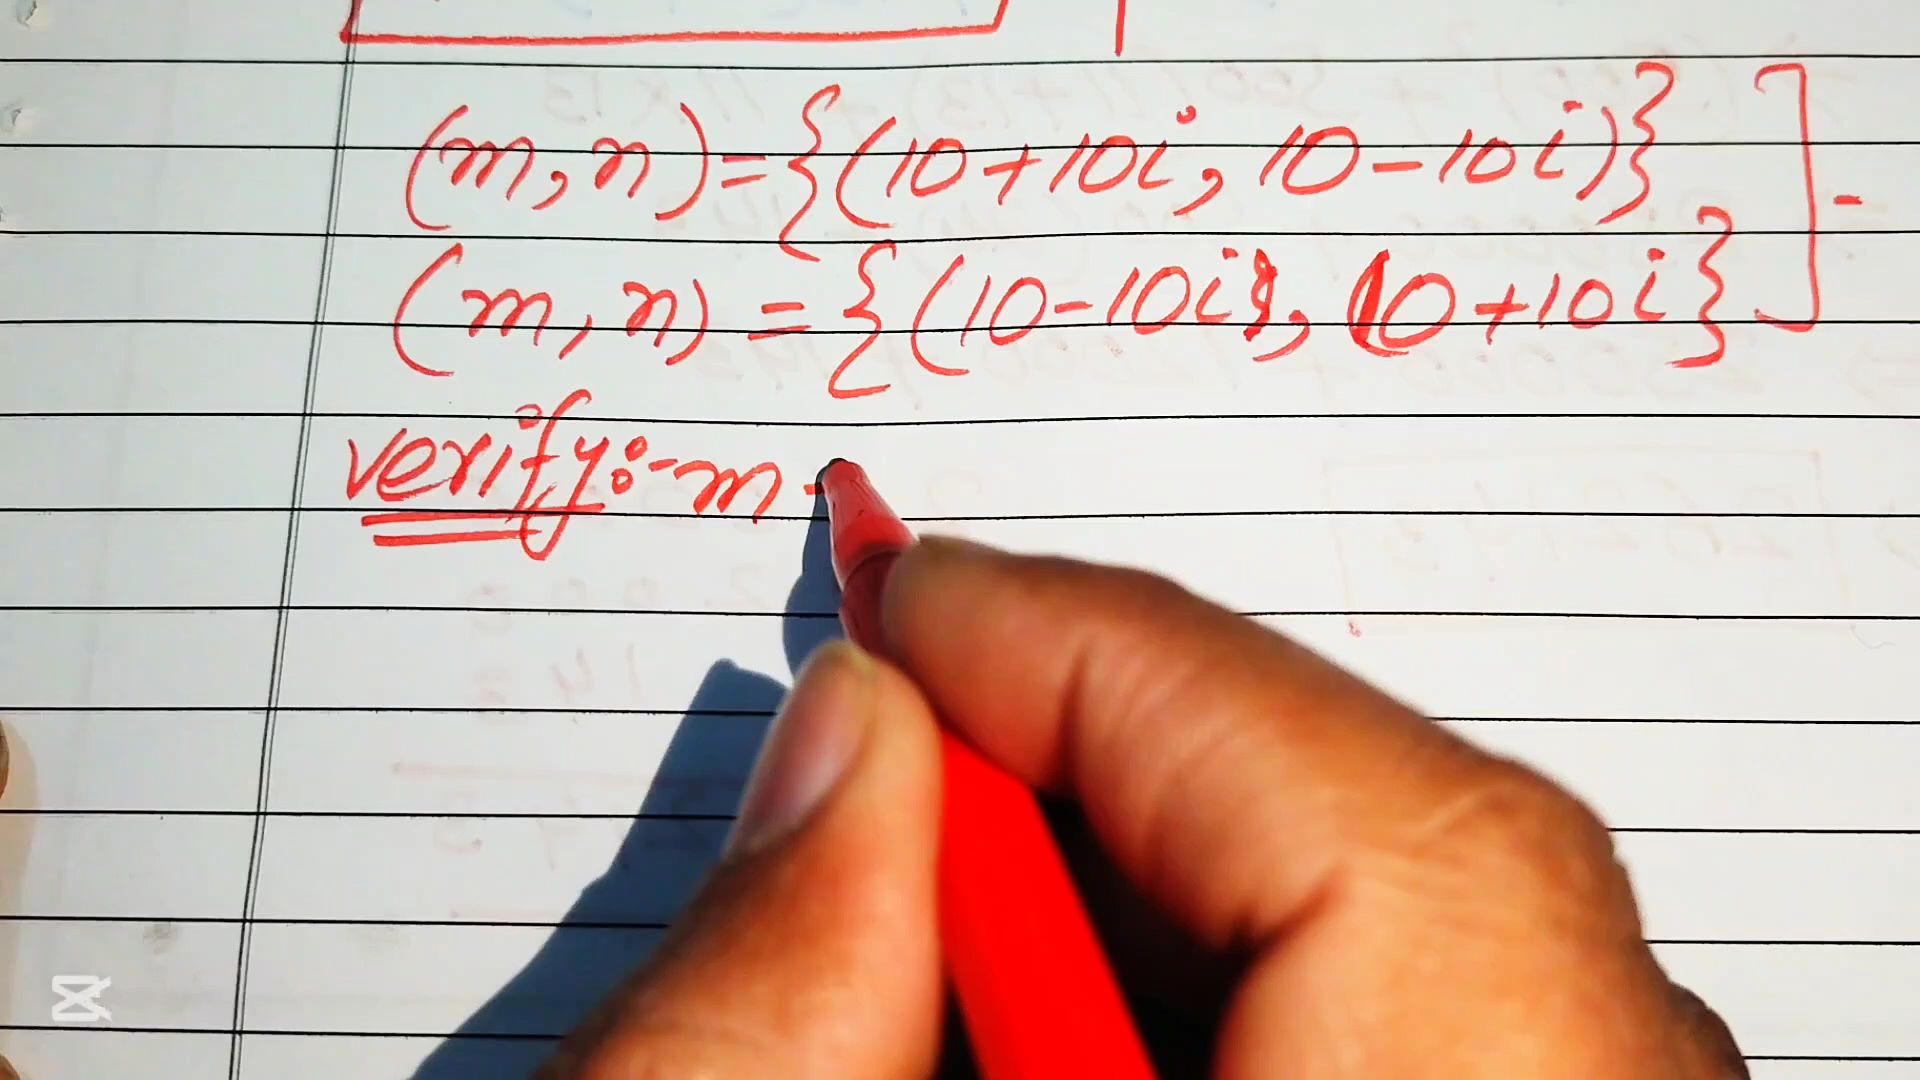 (m,n)={(10+10i, 10-10i)}] -
(m,n) = {(10-10i), (10+10i}
verify:- m -